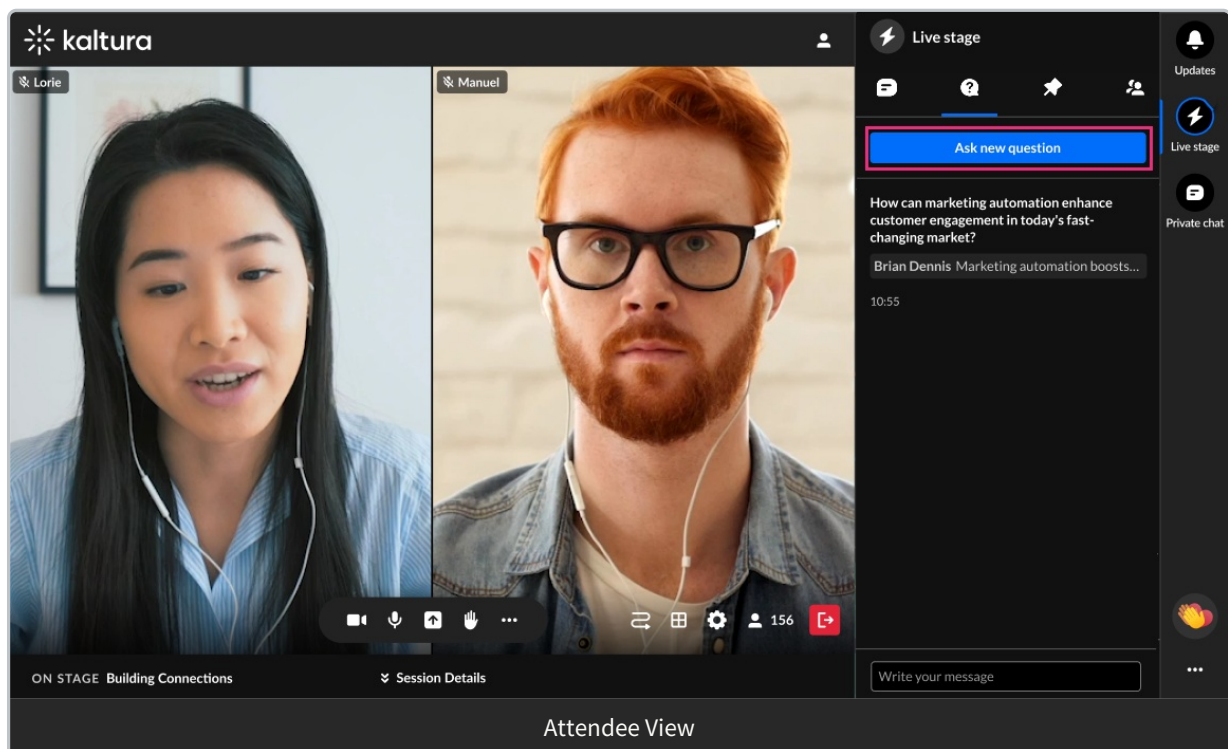 kaltura
Lorie
Manuel
ON STAGE Building Connections
Session Details
156
Live stage
Ask new question
How can marketing automation enhance
customer engagement in today's fast-
changing market?
Brian Dennis Marketing automation boosts...
10:55
Write your message
Updates
Live stage
Private chat
Attendee View